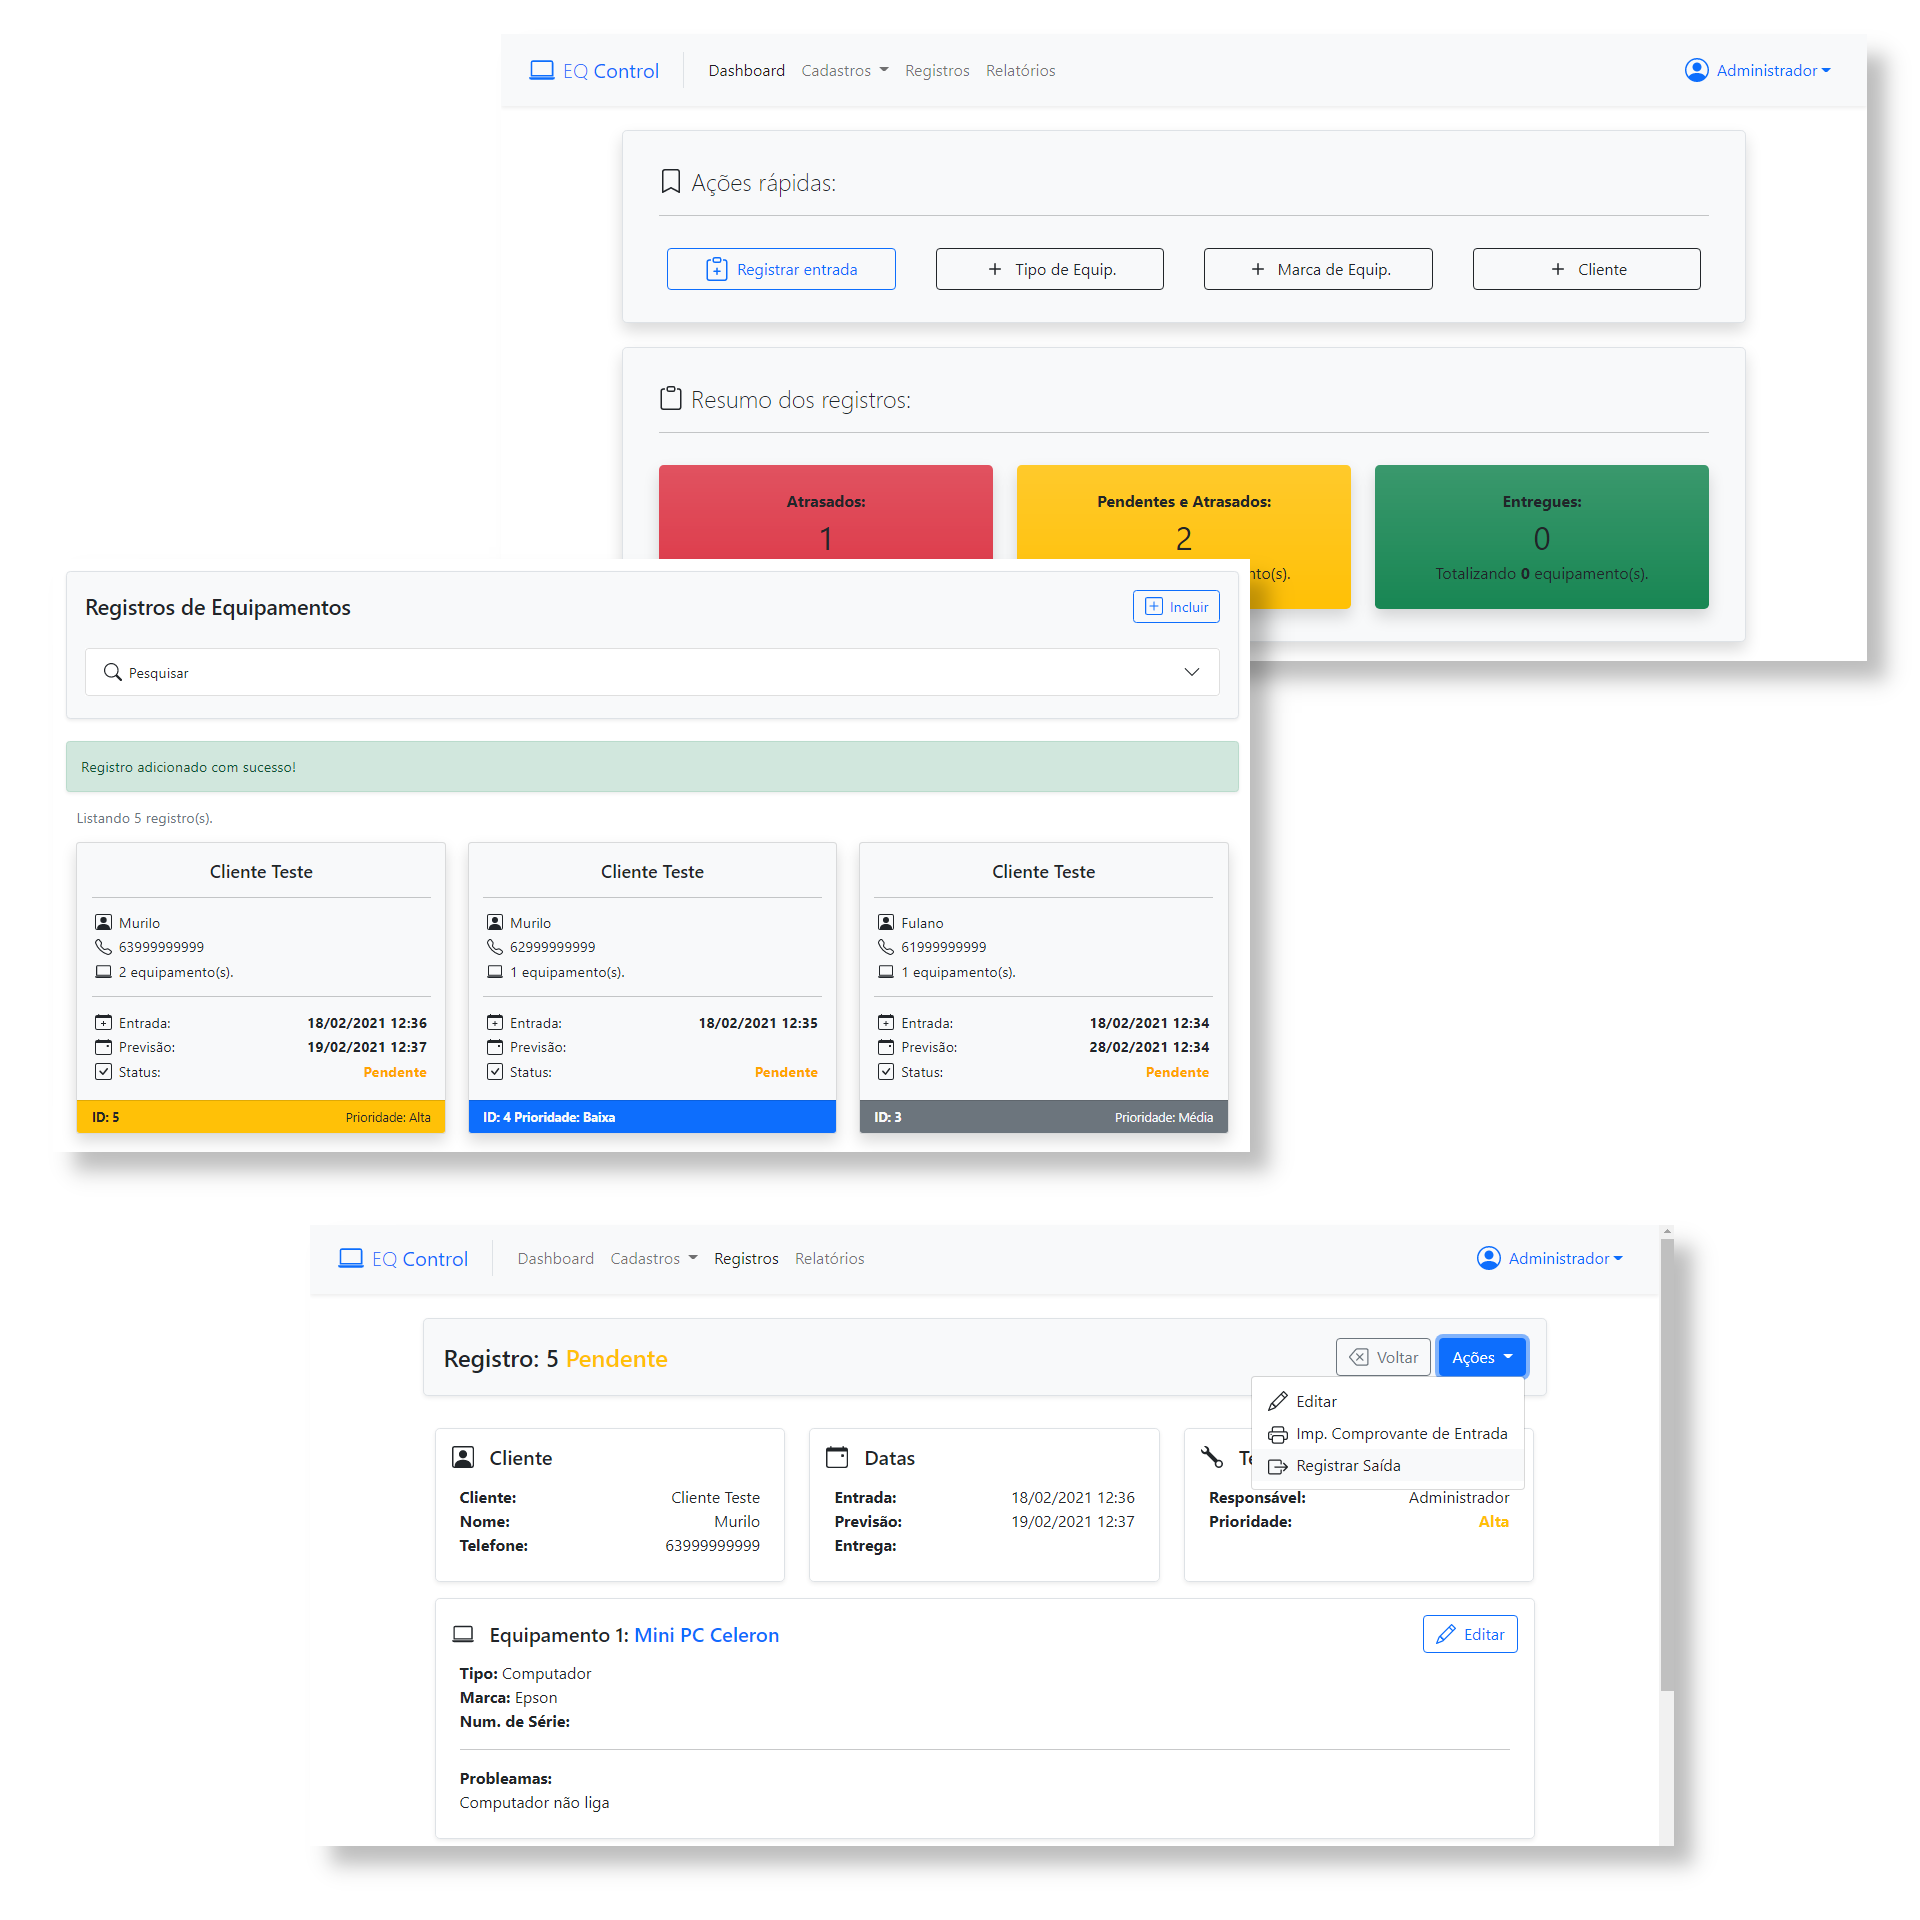 EQ Control Dashboard Cadastros Registros Relatórios Administrador
Ações rápidas:
Registrar entrada + Tipo de Equip. + Marca de Equip. + Cliente
Resumo dos registros:
Atrasados: Pendentes e Atrasados: Entregues:
1 2 0
Totalizando 0 equipamento(s).
Registros de Equipamentos Incluir
Pesquisar
Registro adicionado com sucesso!
Listando 5 registro(s).
Cliente Teste
Murilo
63999999999
2 equipamento(s).
Entrada: 18/02/2021 12:36
Previsão: 19/02/2021 12:37
Status: Pendente
ID: 5 Prioridade: Alta
Cliente Teste
Murilo
62999999999
1 equipamento(s).
Entrada: 18/02/2021 12:35
Previsão:
Status: Pendente
ID: 4 Prioridade: Baixa
Cliente Teste
Fulano
61999999999
1 equipamento(s).
Entrada: 18/02/2021 12:34
Previsão: 28/02/2021 12:34
Status: Pendente
ID: 3 Prioridade: Média
EQ Control Dashboard Cadastros Registros Relatórios Administrador
Registro: 5 Pendente Voltar Ações
Editar
Imp. Comprovante de Entrada
Registrar Saída
Cliente
Cliente: Cliente Teste
Nome: Murilo
Telefone: 63999999999
Datas
Entrada: 18/02/2021 12:36
Previsão: 19/02/2021 12:37
Entrega:
Responsável: Administrador
Prioridade: Alta
Equipamento 1: Mini PC Celeron Editar
Tipo: Computador
Marca: Epson
Num. de Série:
Probleamas:
Computador não liga